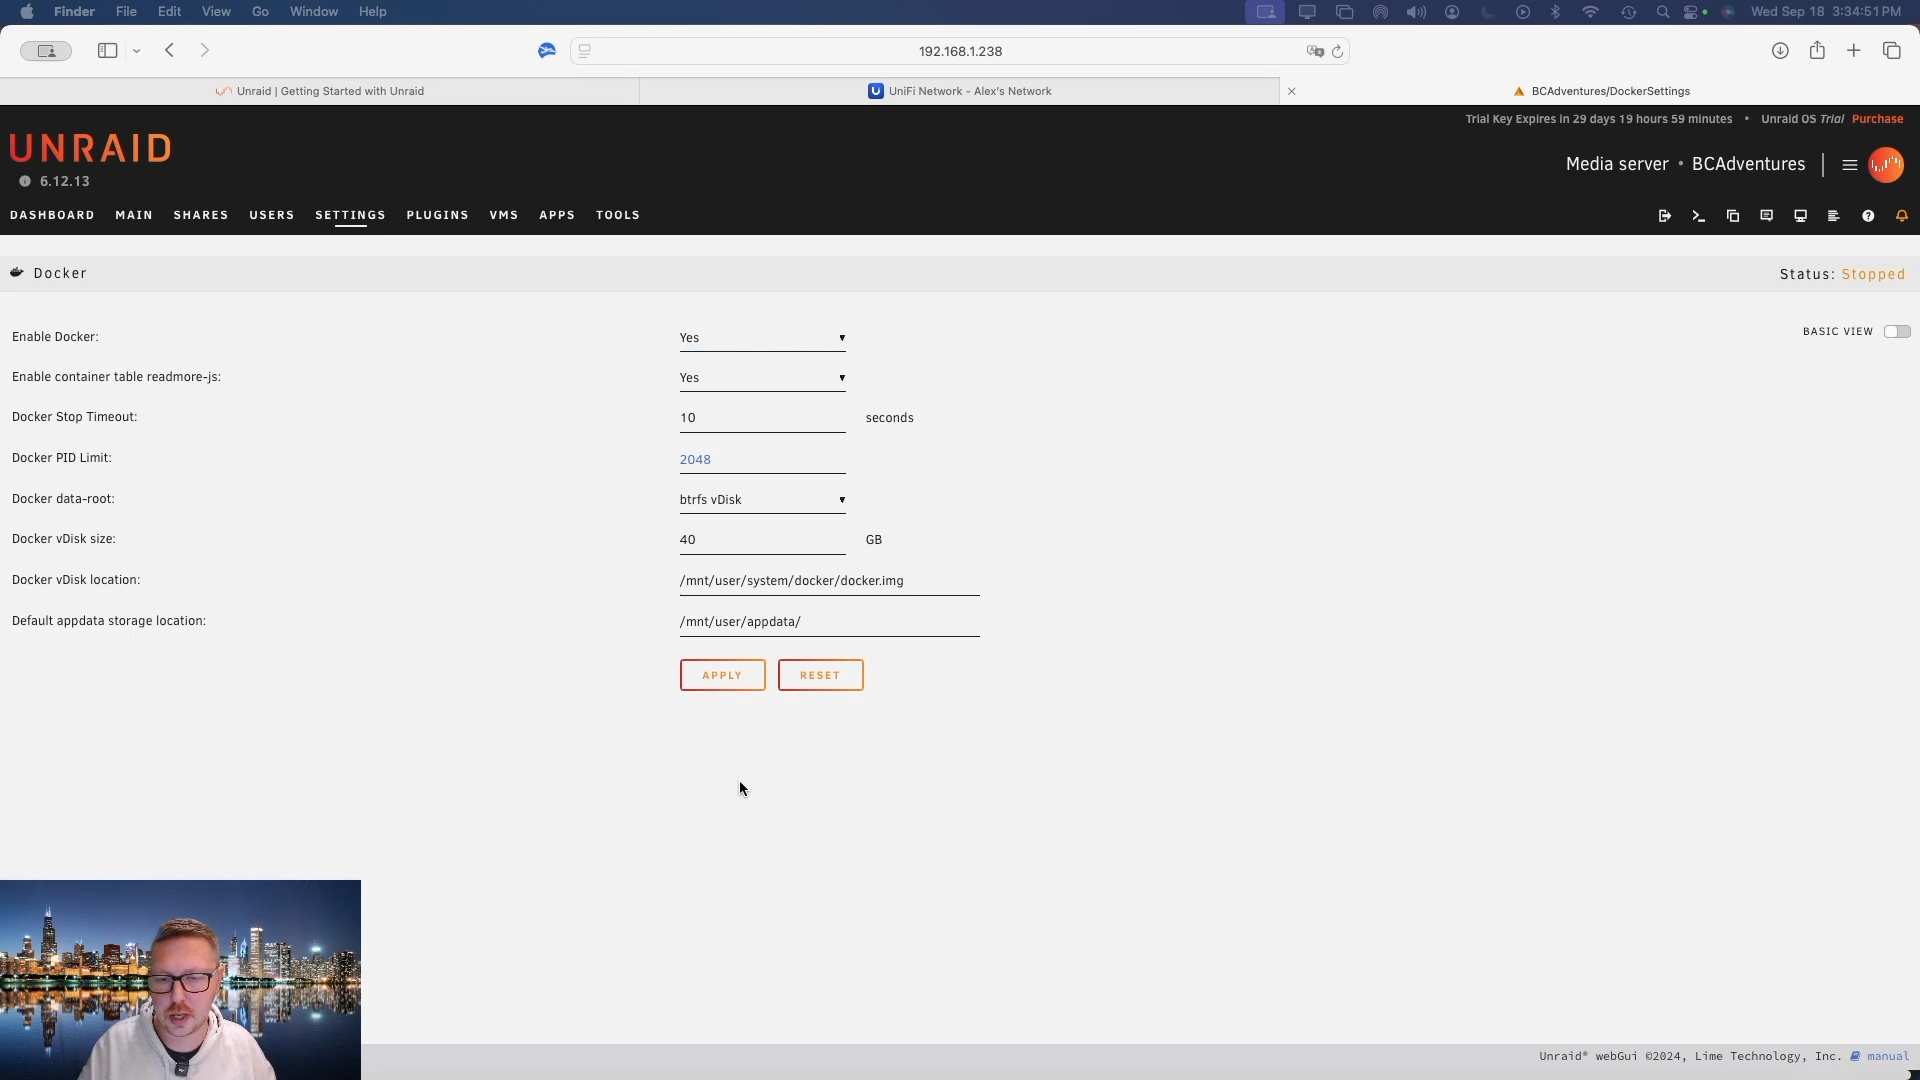 Finder File Edit View Go Window Help Wed Sep 18 3:34:51 PM
192.168.1.238
Unraid | Getting Started with Unraid UniFi Network - Alex's Network BCAdventures/DockerSettings
Trial Key Expires in 29 days 19 hours 59 minutes • Unraid OS Trial Purchase
UNRAID
6.12.13
Media server • BCAdventures
DASHBOARD MAIN SHARES USERS SETTINGS PLUGINS VMS APPS TOOLS
Docker Status: Stopped
BASIC VIEW
Enable Docker: Yes
Enable container table readmore-js: Yes
Docker Stop Timeout: 10 seconds
Docker PID Limit: 2048
Docker data-root: btrfs vDisk
Docker vDisk size: 40 GB
Docker vDisk location: /mnt/user/system/docker/docker.img
Default appdata storage location: /mnt/user/appdata/
APPLY RESET
Unraid® webGui ©2024, Lime Technology, Inc. manual